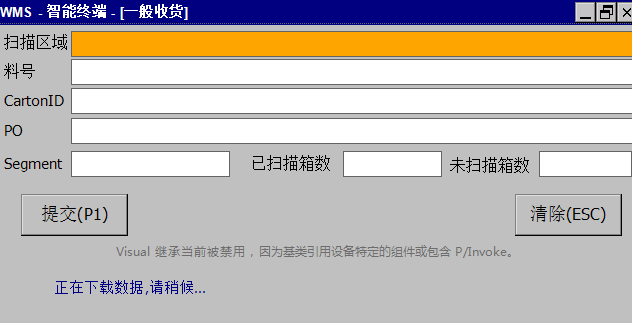 WMS - 智能终端 - [一般收货]
扫描区域
料号
CartonID
PO
Segment 已扫描箱数 未扫描箱数
提交(P1) 清除(ESC)
Visual 继承当前被禁用，因为基类引用设备特定的组件或包含 P/Invoke。
正在下载数据,请稍候...